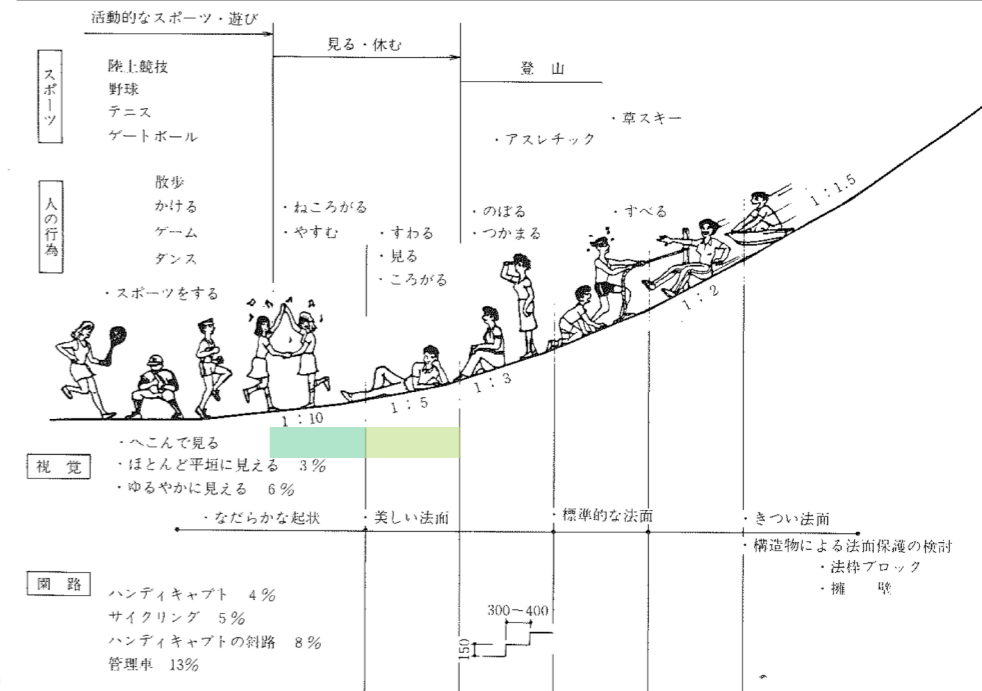 活動的なスポーツ・遊び
見る・休む
登 山
スポーツ
陸上競技
野球
テニス
ゲートボール
・アスレチック
・草スキー
人の行為
散歩
かける
ゲーム
ダンス
・スポーツをする
・ねころがる
・やすむ
・すわる
・見る
・ころがる
・のぼる
・つかまる
・すべる
1:10
1:5
1:3
1:2
1:1.5
視 覚
・へこんで見る
・ほとんど平垣に見える 3%
・ゆるやかに見える 6%
・なだらかな起状
・美しい法面
・標準的な法面
・きつい法面
・構造物による法面保護の検討
・法枠ブロック
・擁 壁
園 路
ハンディキャプト 4%
サイクリング 5%
ハンディキャプトの斜路 8%
管理車 13%
300−400
150